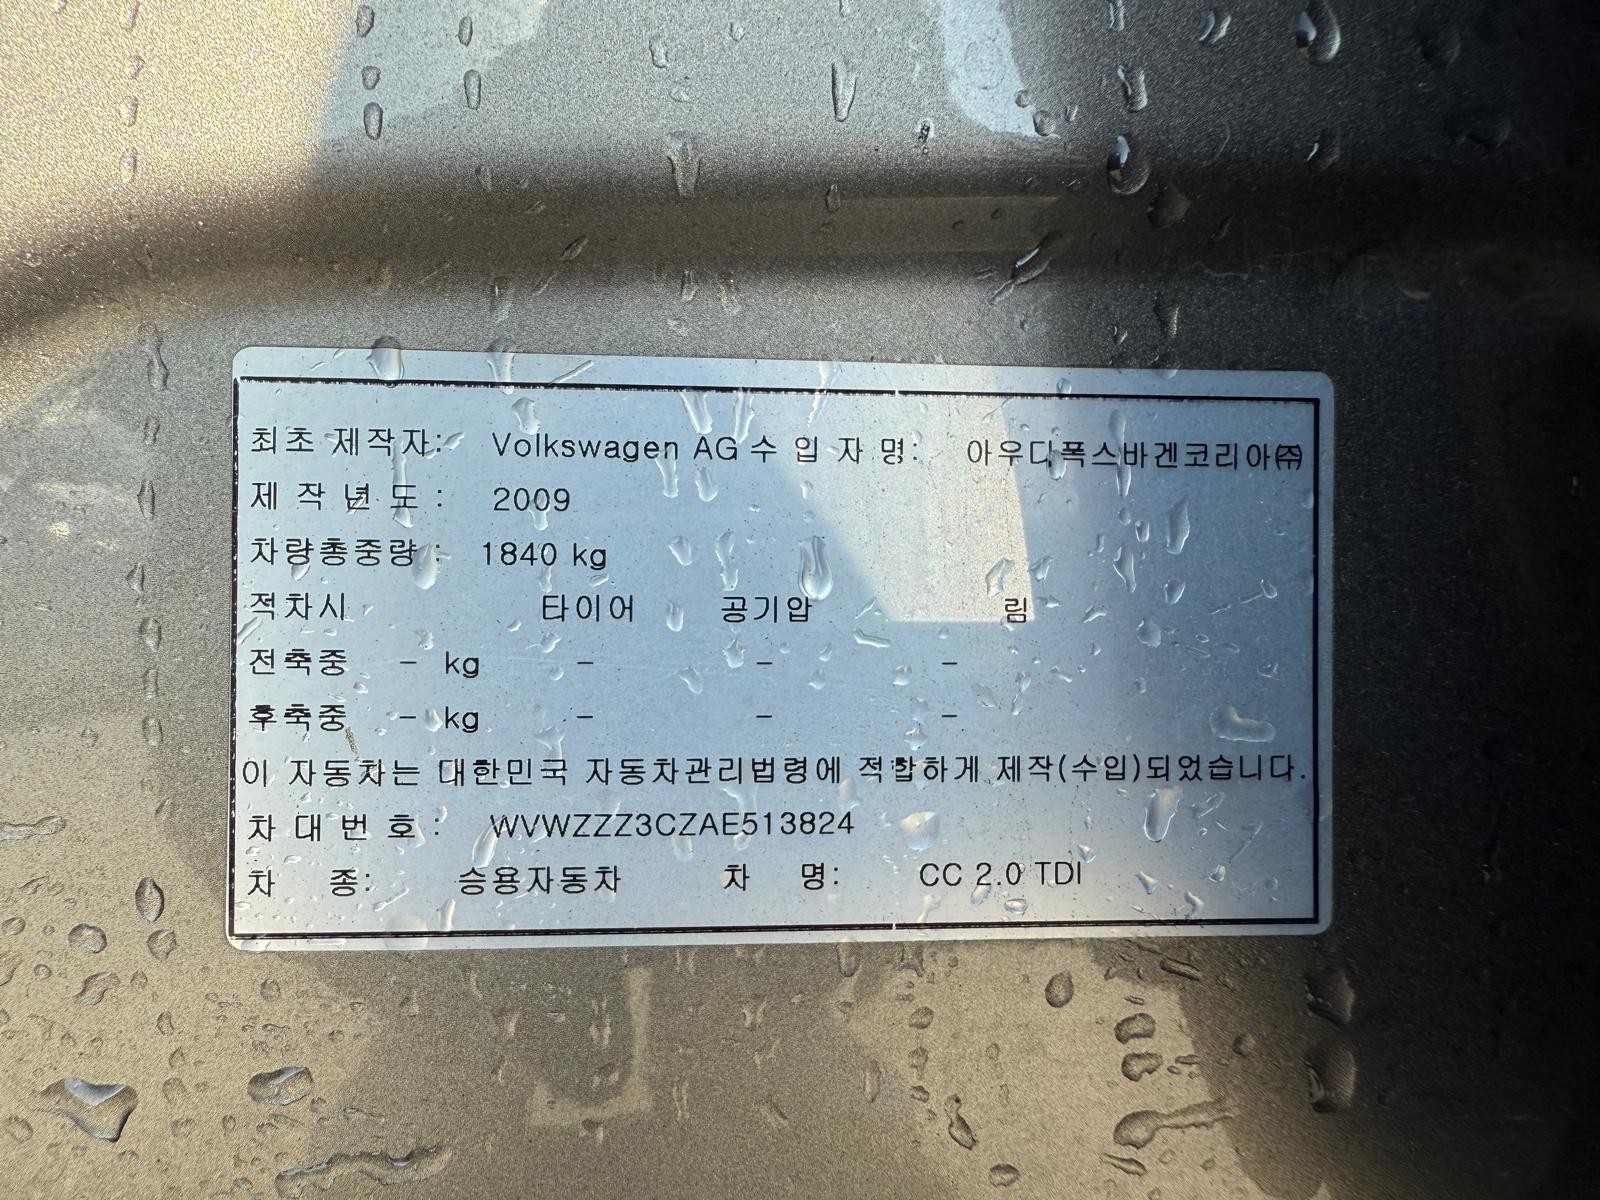 최초 제작자: Volkswagen AG 수 입 자 명: 아우디폭스바겐코리아㈜
제 작 년 도 : 2009
차량총중량 : 1840 kg
적차시 타이어 공기압 림
전축중 - kg - - -
후축중 - kg - - -
이 자동차는 대한민국 자동차관리법령에 적합하게 제작(수입)되었습니다.
차 대 번 호 : WVWZZZ3CZAE513824
차 종: 승용자동차 차 명: CC 2.0 TDI